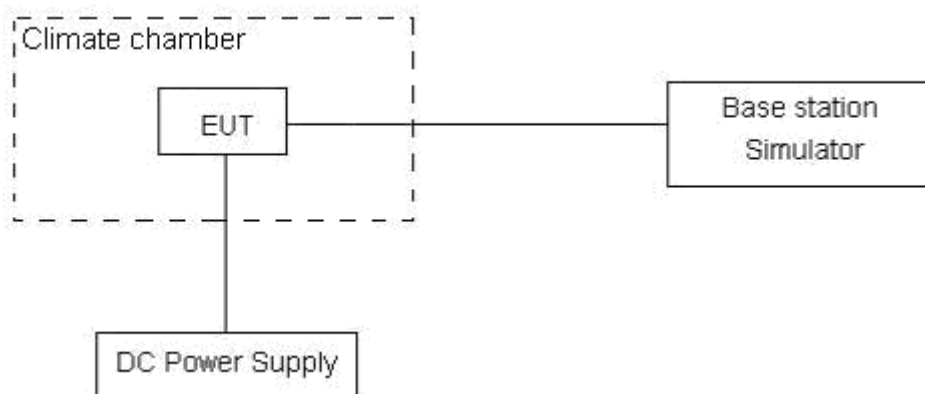 Climate chamber
EUT
Base station
Simulator
DC Power Supply